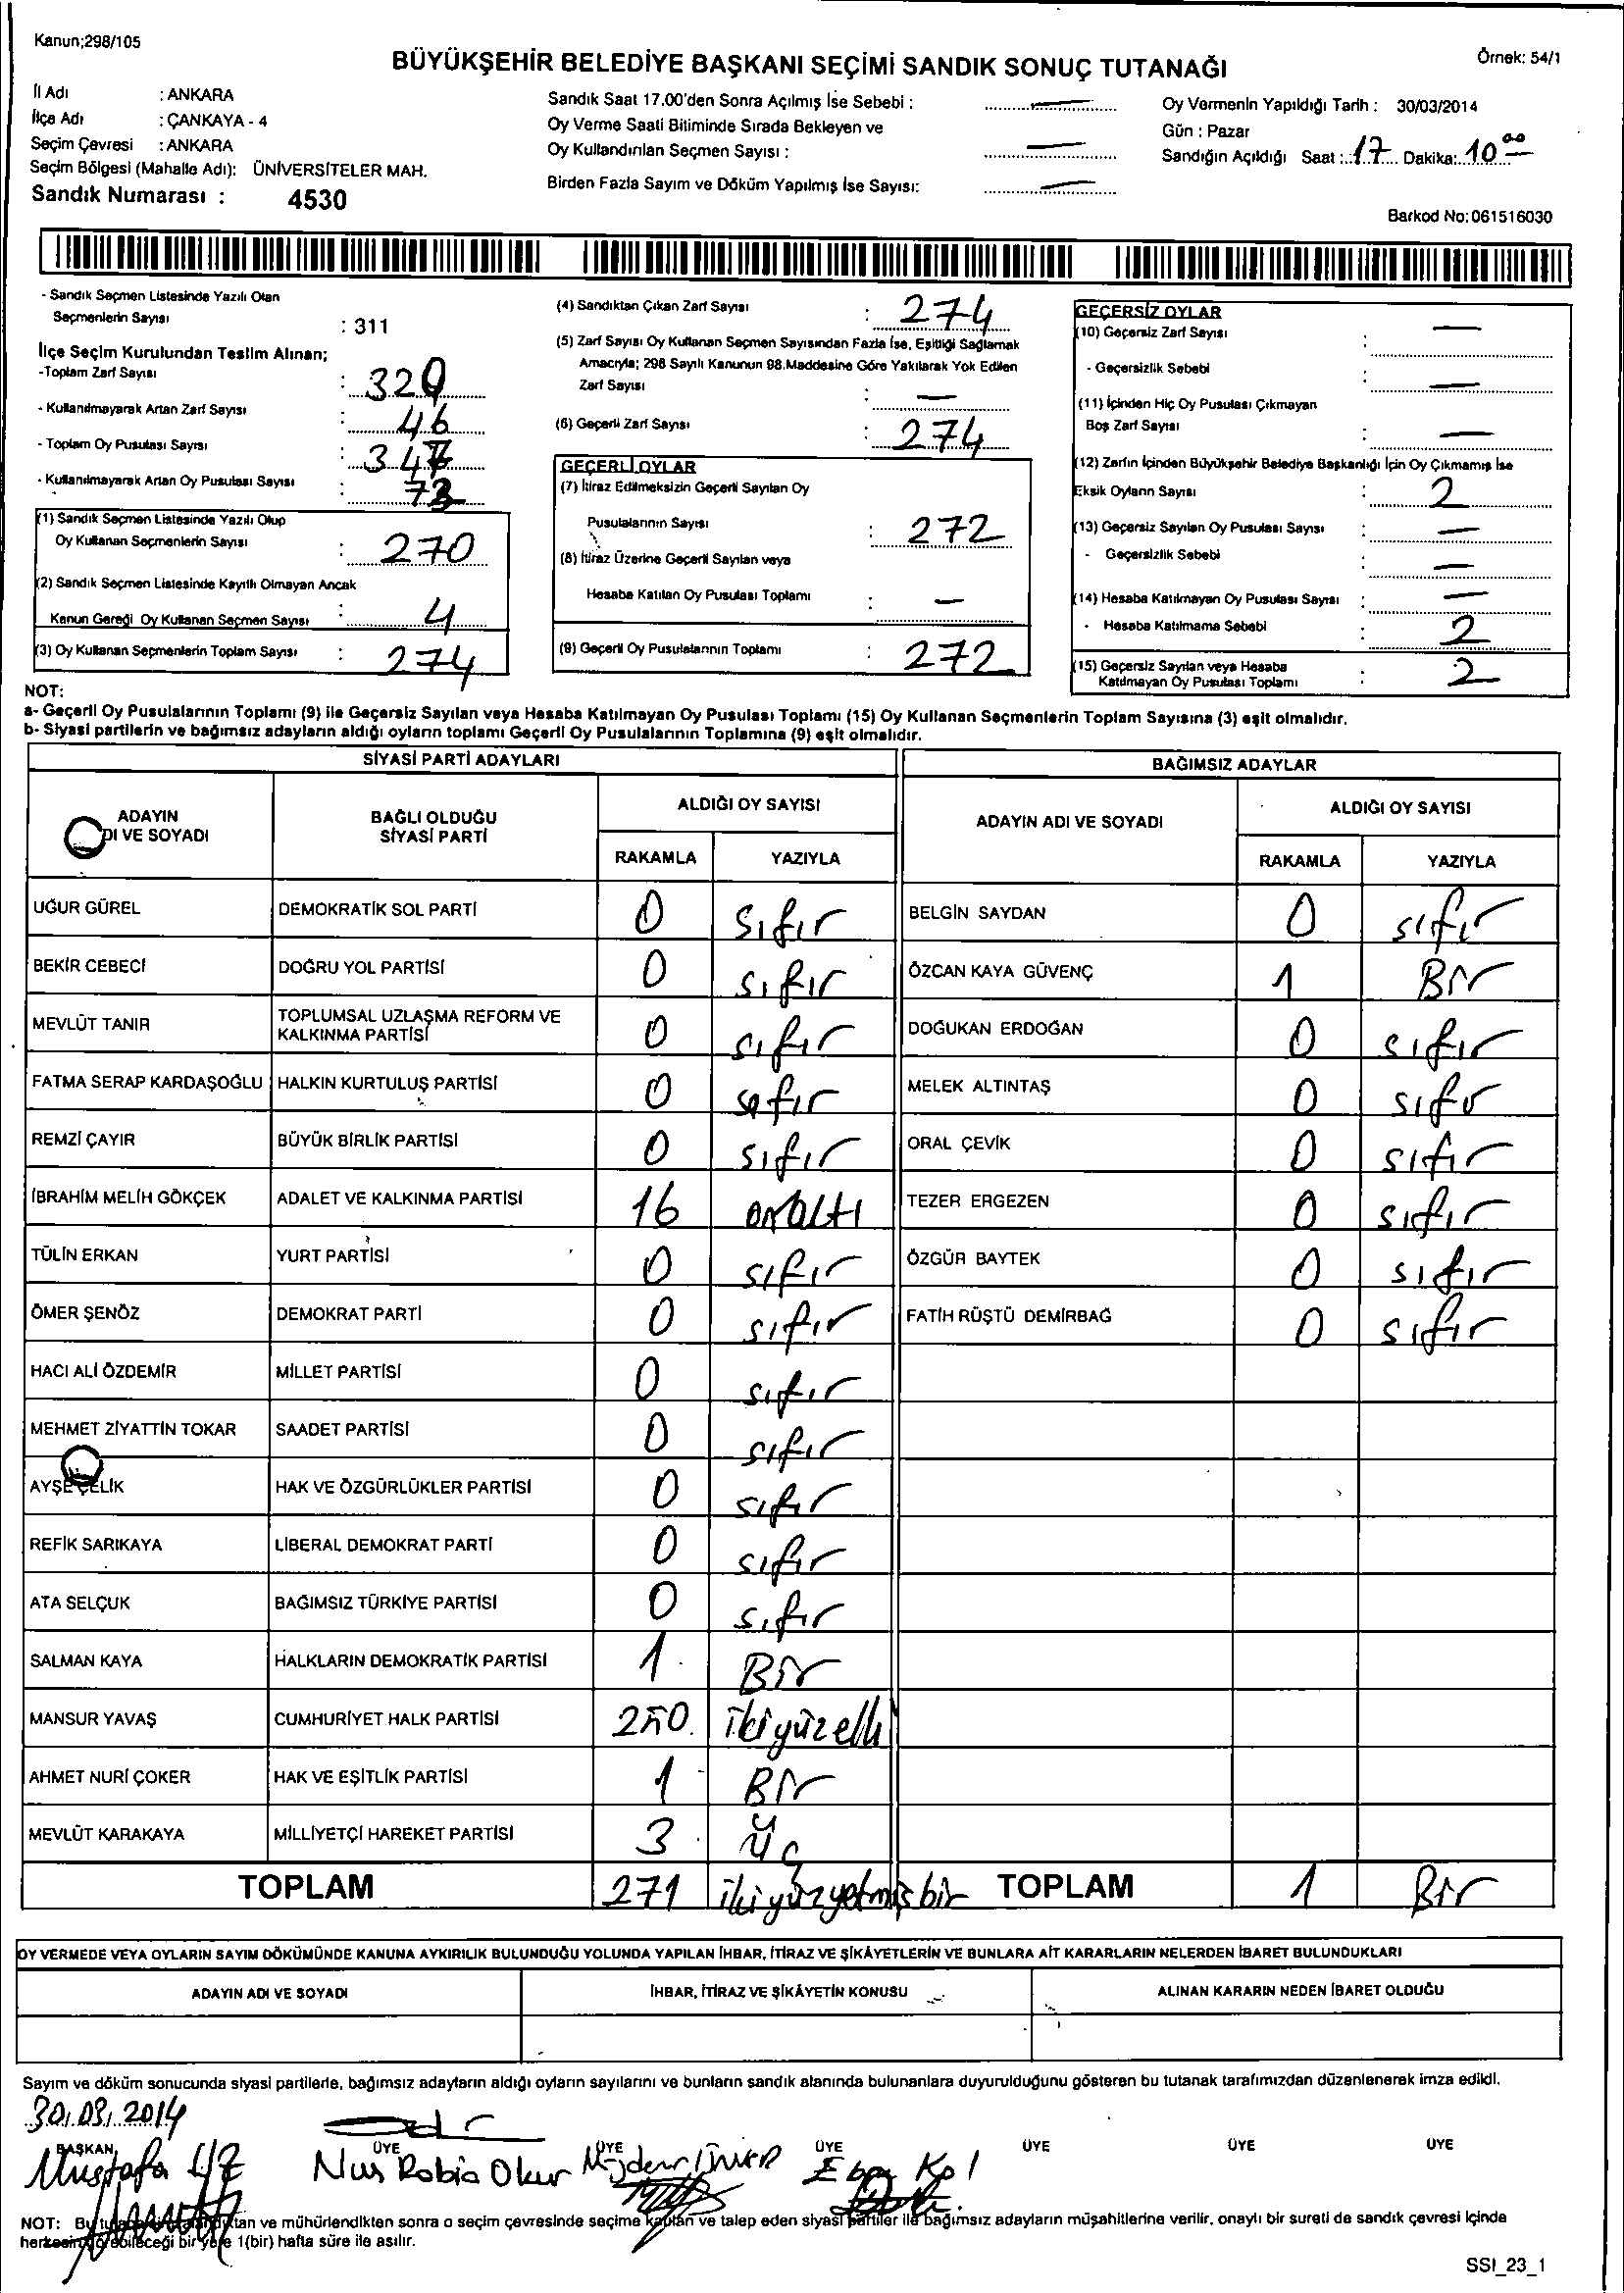 Kanun;298/105
BÜYÜKŞEHİR BELEDİYE BAŞKANI SEÇİMİ SANDIK SONUÇ TUTANAĞI
Örnek: 54/1
İl Adı : ANKARA
İlçe Adı : ÇANKAYA - 4
Seçim Çevresi : ANKARA
Seçim Bölgesi (Mahalle Adı): ÜNİVERSİTELER MAH.
Sandık Numarası : 4530
Sandık Saat 17.00'den Sonra Açılmış İse Sebebi : —
Oy Verme Saati Bitiminde Sırada Bekleyen ve
Oy Kullandırılan Seçmen Sayısı : —
Birden Fazla Sayım ve Döküm Yapılmış İse Sayısı: —
Oy Vermenin Yapıldığı Tarih : 30/03/2014
Gün : Pazar
Sandığın Açıldığı Saat : 17 Dakika: 10
Barkod No: 061516030
- Sandık Seçmen Listesinde Yazılı Olan
Seçmenlerin Sayısı : 311
İlçe Seçim Kurulundan Teslim Alınan;
-Toplam Zarf Sayısı : 320
- Kullanılmayarak Artan Zarf Sayısı : 46
- Toplam Oy Pusulası Sayısı : 347
- Kullanılmayarak Artan Oy Pusulası Sayısı : 73
(1) Sandık Seçmen Listesinde Yazılı Olup
Oy Kullanan Seçmenlerin Sayısı : 270
(2) Sandık Seçmen Listesinde Kayıtlı Olmayan Ancak
Kanun Gereği Oy Kullanan Seçmen Sayısı : 4
(3) Oy Kullanan Seçmenlerin Toplam Sayısı : 274
(4) Sandıktan Çıkan Zarf Sayısı : 274
(5) Zarf Sayısı Oy Kullanan Seçmen Sayısından Fazla İse, Eşitliği Sağlamak
Amacıyla; 298 Sayılı Kanunun 98.Maddesine Göre Yakılarak Yok Edilen
Zarf Sayısı : —
(6) Geçerli Zarf Sayısı : 274
GEÇERLİ OYLAR
(7) İtiraz Edilmeksizin Geçerli Sayılan Oy
Pusulalarının Sayısı : 272
(8) İtiraz Üzerine Geçerli Sayılan veya
Hesaba Katılan Oy Pusulası Toplamı : —
(9) Geçerli Oy Pusulalarının Toplamı : 272
GEÇERSİZ OYLAR
(10) Geçersiz Zarf Sayısı : —
- Geçersizlik Sebebi : —
(11) İçinden Hiç Oy Pusulası Çıkmayan
Boş Zarf Sayısı : —
(12) Zarfın İçinden Büyükşehir Belediye Başkanlığı İçin Oy Çıkmamış İse
Eksik Oyların Sayısı : 2
(13) Geçersiz Sayılan Oy Pusulası Sayısı : —
- Geçersizlik Sebebi : —
(14) Hesaba Katılmayan Oy Pusulası Sayısı : —
- Hesaba Katılmama Sebebi : 2
(15) Geçersiz Sayılan veya Hesaba
Katılmayan Oy Pusulası Toplamı : 2
NOT:
a- Geçerli Oy Pusulalarının Toplamı (9) ile Geçersiz Sayılan veya Hesaba Katılmayan Oy Pusulası Toplamı (15) Oy Kullanan Seçmenlerin Toplam Sayısına (3) eşit olmalıdır.
b- Siyasi partilerin ve bağımsız adayların aldığı oyların toplamı Geçerli Oy Pusulalarının Toplamına (9) eşit olmalıdır.
SİYASİ PARTİ ADAYLARI
ADAYIN
DI VE SOYADI
BAĞLI OLDUĞU
SİYASİ PARTİ
ALDIĞI OY SAYISI
RAKAMLA YAZIYLA
UĞUR GÜREL DEMOKRATİK SOL PARTİ 0 sıfır
BEKİR CEBECİ DOĞRU YOL PARTİSİ 0 sıfır
MEVLÜT TANIR TOPLUMSAL UZLAŞMA REFORM VE
KALKINMA PARTİSİ 0 sıfır
FATMA SERAP KARDAŞOĞLU HALKIN KURTULUŞ PARTİSİ 0 sıfır
REMZİ ÇAYIR BÜYÜK BİRLİK PARTİSİ 0 sıfır
İBRAHİM MELİH GÖKÇEK ADALET VE KALKINMA PARTİSİ 16 onaltı
TÜLİN ERKAN YURT PARTİSİ 0 sıfır
ÖMER ŞENÖZ DEMOKRAT PARTİ 0 sıfır
HACI ALİ ÖZDEMİR MİLLET PARTİSİ 0 sıfır
MEHMET ZİYATTİN TOKAR SAADET PARTİSİ 0 sıfır
AYŞE ÇELİK HAK VE ÖZGÜRLÜKLER PARTİSİ 0 sıfır
REFİK SARIKAYA LİBERAL DEMOKRAT PARTİ 0 sıfır
ATA SELÇUK BAĞIMSIZ TÜRKİYE PARTİSİ 0 sıfır
SALMAN KAYA HALKLARIN DEMOKRATİK PARTİSİ 1 Bir
MANSUR YAVAŞ CUMHURİYET HALK PARTİSİ 250 ikiyüzelli
AHMET NURİ ÇOKER HAK VE EŞİTLİK PARTİSİ 1 Bir
MEVLÜT KARAKAYA MİLLİYETÇİ HAREKET PARTİSİ 3 Üç
TOPLAM 271 ikiyüzyetmişbir
BAĞIMSIZ ADAYLAR
ADAYIN ADI VE SOYADI
ALDIĞI OY SAYISI
RAKAMLA YAZIYLA
BELGİN SAYDAN 0 sıfır
ÖZCAN KAYA GÜVENÇ 1 Bir
DOĞUKAN ERDOĞAN 0 sıfır
MELEK ALTINTAŞ 0 sıfır
ORAL ÇEVİK 0 sıfır
TEZER ERGEZEN 0 sıfır
ÖZGÜR BAYTEK 0 sıfır
FATİH RÜŞTÜ DEMİRBAĞ 0 sıfır
TOPLAM 1 Bir
OY VERMEDE VEYA OYLARIN SAYIM DÖKÜMÜNDE KANUNA AYKIRILIK BULUNDUĞU YOLUNDA YAPILAN İHBAR, İTİRAZ VE ŞİKÂYETLERİN VE BUNLARA AİT KARARLARIN NELERDEN İBARET BULUNDUKLARI
ADAYIN ADI VE SOYADI İHBAR, İTİRAZ VE ŞİKÂYETİN KONUSU ALINAN KARARIN NEDEN İBARET OLDUĞU
Sayım ve döküm sonucunda siyasi partilerle, bağımsız adayların aldığı oyların sayılarını ve bunların sandık alanında bulunanlara duyurulduğunu gösteren bu tutanak tarafımızdan düzenlenerek imza edildi.
30.03.2014
BAŞKAN ÜYE ÜYE ÜYE ÜYE ÜYE ÜYE
Mustafa Nur Rabia Okur
NOT: tan ve mühürlendikten sonra o seçim çevresinde seçime katılan ve talep eden siyasi partiler ile bağımsız adayların müşahitlerine verilir, onaylı bir sureti de sandık çevresi içinde
herkesin görebileceği bir yere 1(bir) hafta süre ile asılır.
SSI_23_1